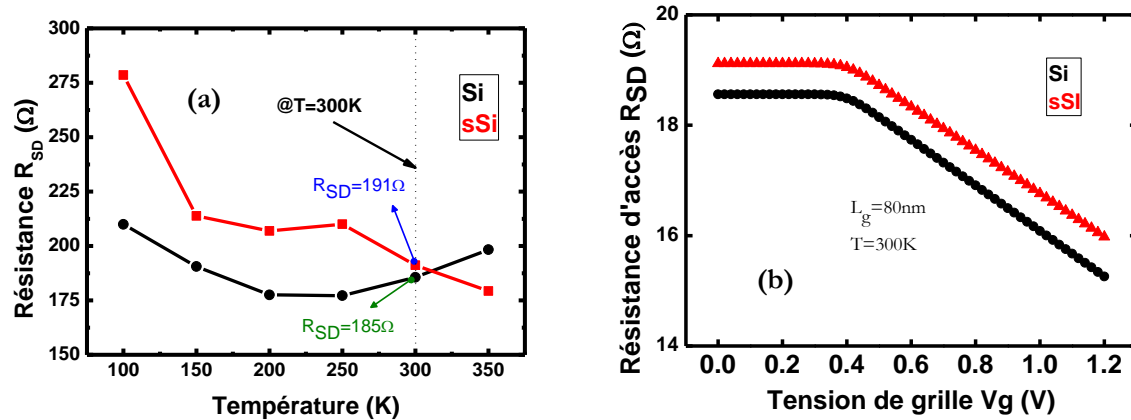 300
275
250
225
200
175
150
Résistance R_SD (Ω)
(a)
@T=300K
Si
sSi
R_SD=191Ω
R_SD=185Ω
100 150 200 250 300 350
Température (K)
20
18
16
14
Résistance d'accès R_SD (Ω)
Si
sSI
L_g=80nm
T=300K
(b)
0.0 0.2 0.4 0.6 0.8 1.0 1.2
Tension de grille Vg (V)